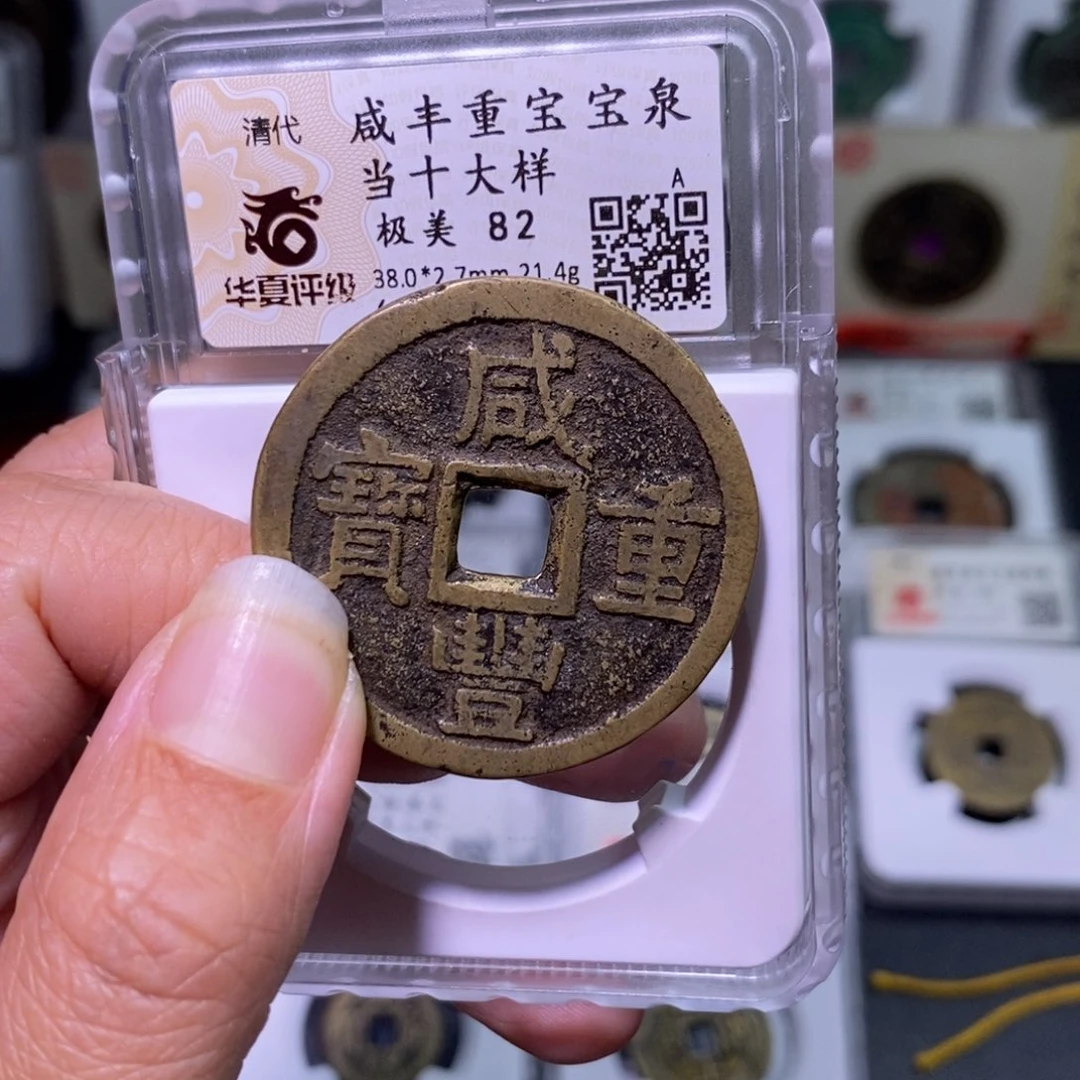 清代
咸丰重宝宝泉
当十大样
极美 82
A
华夏评级
38.0*2.7mm 21.4g
咸
豐
重
寶